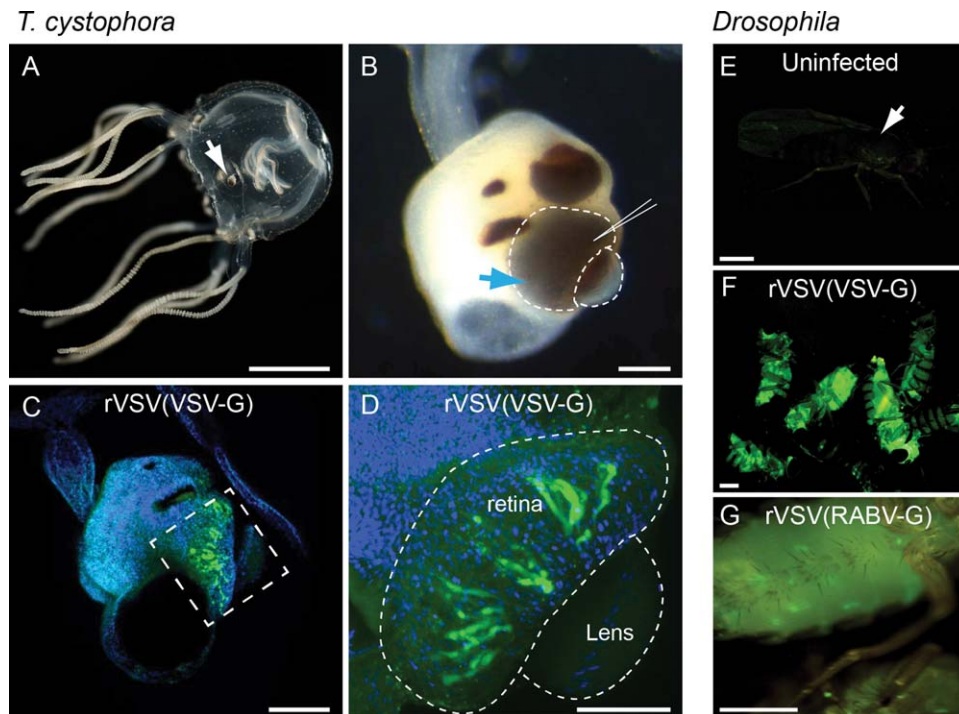 T. cystophora
Drosophila
A
B
E
Uninfected
F
rVSV(VSV-G)
C
rVSV(VSV-G)
D
rVSV(VSV-G)
retina
Lens
G
rVSV(RABV-G)